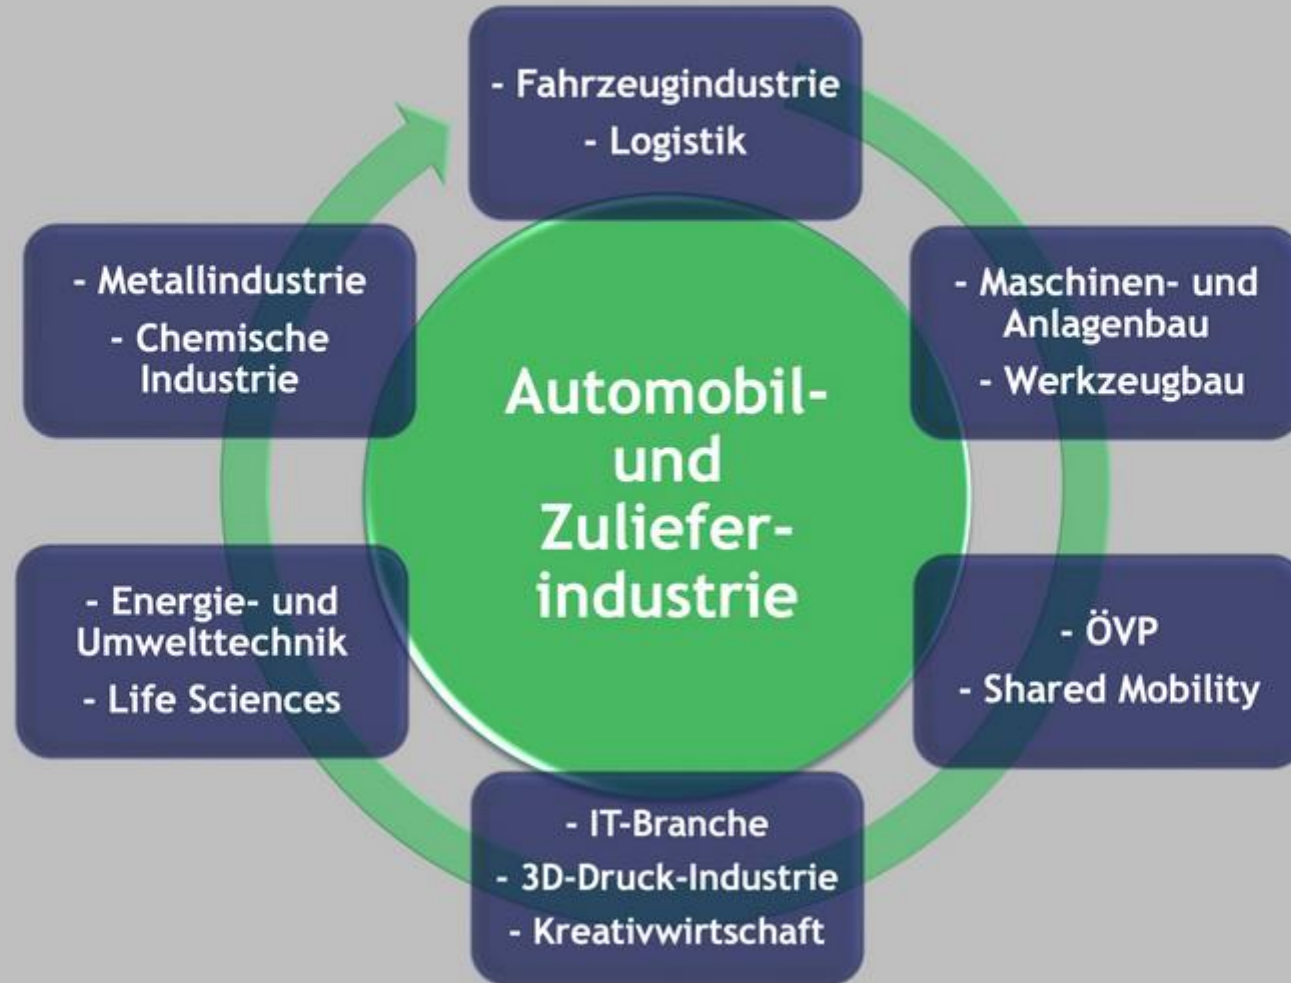 - Fahrzeugindustrie
- Logistik
- Maschinen- und
Anlagenbau
- Werkzeugbau
- ÖVP
- Shared Mobility
- IT-Branche
- 3D-Druck-Industrie
- Kreativwirtschaft
- Energie- und
Umwelttechnik
- Life Sciences
- Metallindustrie
- Chemische
Industrie
Automobil-
und
Zuliefer-
industrie